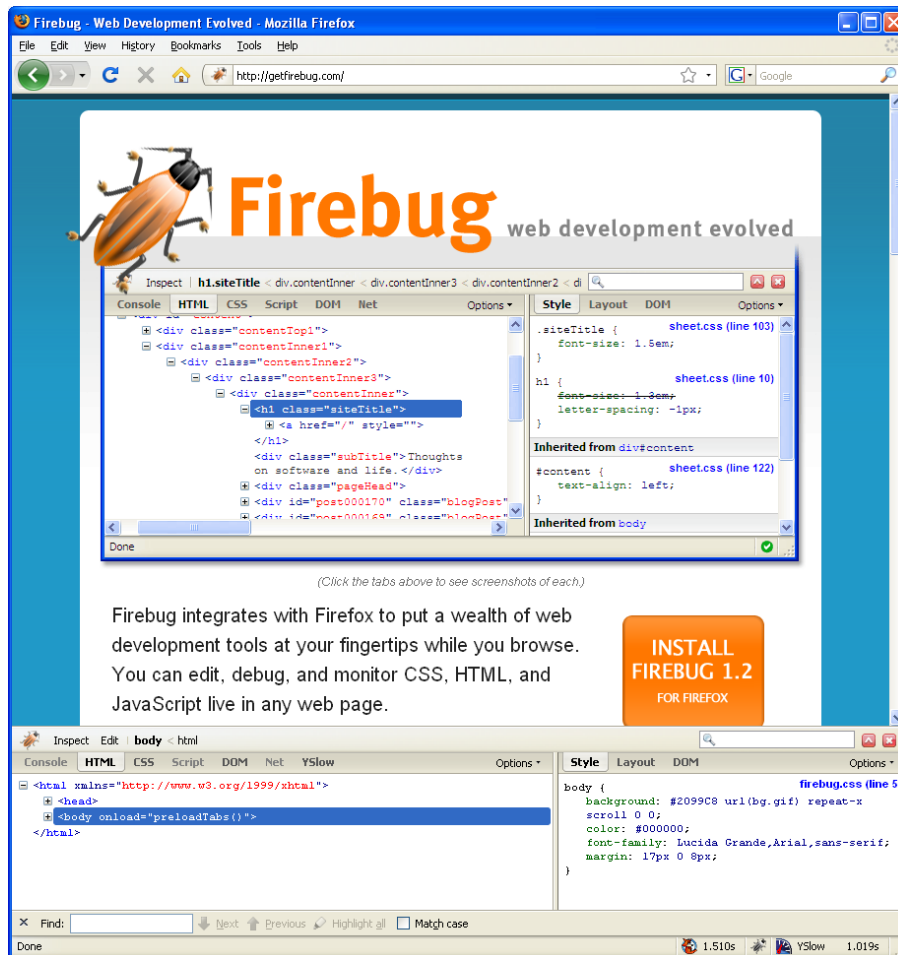 Firebug - Web Development Evolved - Mozilla Firefox
File Edit View History Bookmarks Tools Help
http://getfirebug.com/ G Google
Firebug web development evolved
Inspect h1.siteTitle < div.contentInner < div.contentInner3 < div.contentInner2 < di
Console HTML CSS Script DOM Net Options Style Layout DOM Options
<div class="contentTop1">
<div class="contentInner1">
<div class="contentInner2">
<div class="contentInner3">
<div class="contentInner">
<h1 class="siteTitle">
<a href="/" style="">
</h1>
<div class="subTitle">Thoughts
on software and life.</div>
<div class="pageHead">
<div id="post000170" class="blogPost"
<div id="post000169" class="blogPost"
.siteTitle { sheet.css (line 103)
font-size: 1.5em;
}
h1 { sheet.css (line 10)
font-size: 1.3em;
letter-spacing: -1px;
}
Inherited from div#content
#content { sheet.css (line 122)
text-align: left;
}
Inherited from body
Done
(Click the tabs above to see screenshots of each.)
Firebug integrates with Firefox to put a wealth of web
development tools at your fingertips while you browse.
You can edit, debug, and monitor CSS, HTML, and
JavaScript live in any web page.
INSTALL
FIREBUG 1.2
FOR FIREFOX
Inspect Edit body < html
Console HTML CSS Script DOM Net YSlow Options Style Layout DOM Options
<html xmlns="http://www.w3.org/1999/xhtml">
<head>
<body onload="preloadTabs()">
</html>
body { firebug.css (line 5
background: #2099C8 url(bg.gif) repeat-x
scroll 0 0;
color: #000000;
font-family: Lucida Grande,Arial,sans-serif;
margin: 17px 0 8px;
}
Find: Next Previous Highlight all Match case
Done 1.510s YSlow 1.019s